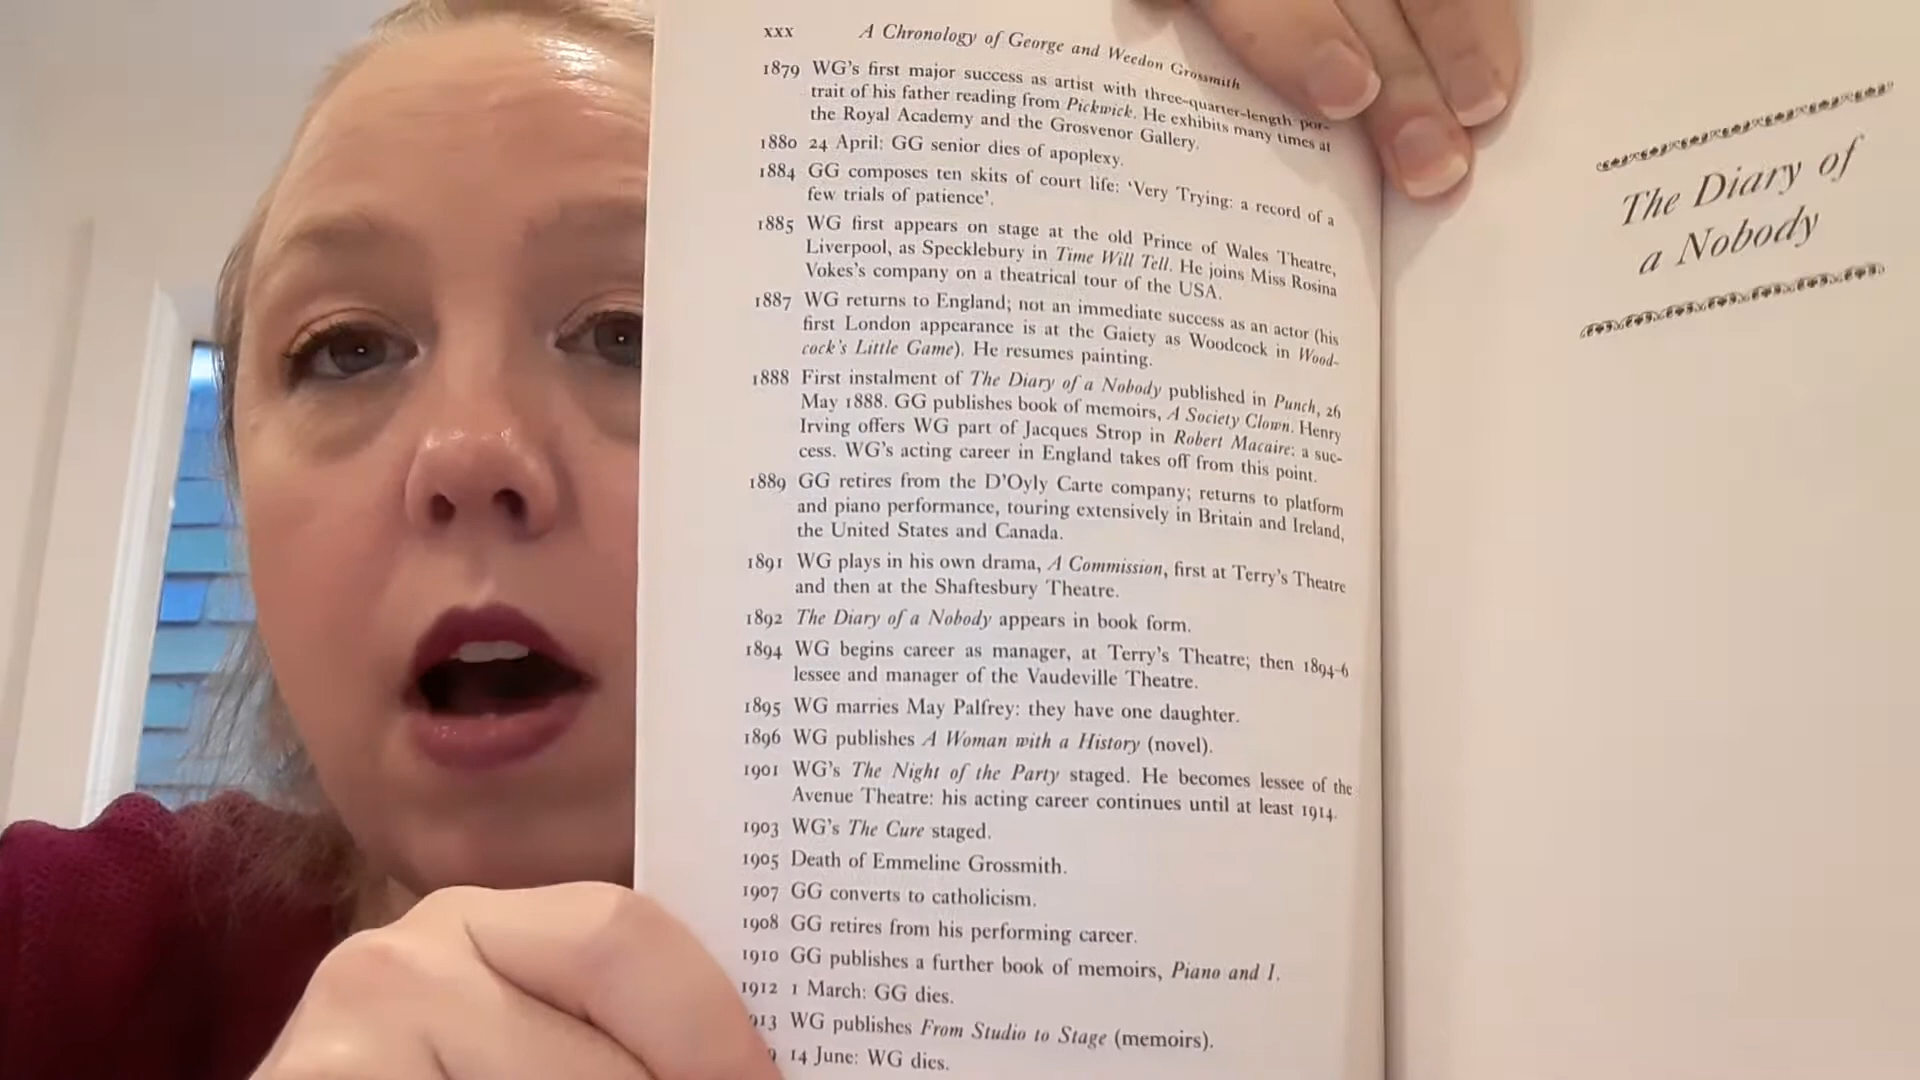 xxx A Chronology of George and Weedon Grossmith
1879 WG's first major success as artist with three-quarter-length por-
trait of his father reading from Pickwick. He exhibits many times at
the Royal Academy and the Grosvenor Gallery.
1880 24 April: GG senior dies of apoplexy.
1884 GG composes ten skits of court life: 'Very Trying: a record of a
few trials of patience'.
1885 WG first appears on stage at the old Prince of Wales Theatre,
Liverpool, as Specklebury in Time Will Tell. He joins Miss Rosina
Vokes's company on a theatrical tour of the USA.
1887 WG returns to England; not an immediate success as an actor (his
first London appearance is at the Gaiety as Woodcock in Wood-
cock's Little Game). He resumes painting.
1888 First instalment of The Diary of a Nobody published in Punch, 26
May 1888. GG publishes book of memoirs, A Society Clown. Henry
Irving offers WG part of Jacques Strop in Robert Macaire: a suc-
cess. WG's acting career in England takes off from this point.
1889 GG retires from the D'Oyly Carte company; returns to platform
and piano performance, touring extensively in Britain and Ireland,
the United States and Canada.
1891 WG plays in his own drama, A Commission, first at Terry's Theatre
and then at the Shaftesbury Theatre.
1892 The Diary of a Nobody appears in book form.
1894 WG begins career as manager, at Terry's Theatre; then 1894-6
lessee and manager of the Vaudeville Theatre.
1895 WG marries May Palfrey: they have one daughter.
1896 WG publishes A Woman with a History (novel).
1901 WG's The Night of the Party staged. He becomes lessee of the
Avenue Theatre: his acting career continues until at least 1914.
1903 WG's The Cure staged.
1905 Death of Emmeline Grossmith.
1907 GG converts to catholicism.
1908 GG retires from his performing career.
1910 GG publishes a further book of memoirs, Piano and I.
1912 1 March: GG dies.
913 WG publishes From Studio to Stage (memoirs).
9 14 June: WG dies.
The Diary of
a Nobody